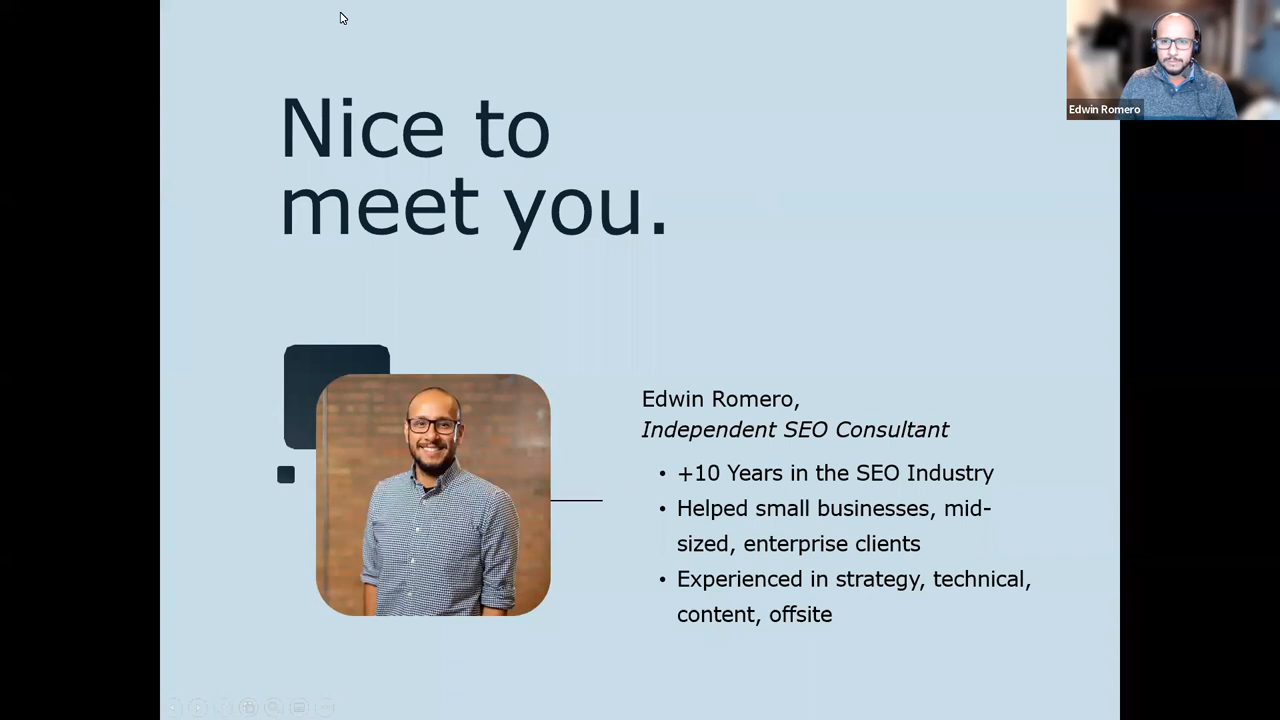 Nice to
meet you.
Edwin Romero
Edwin Romero,
Independent SEO Consultant
• +10 Years in the SEO Industry
• Helped small businesses, mid-
sized, enterprise clients
• Experienced in strategy, technical,
content, offsite